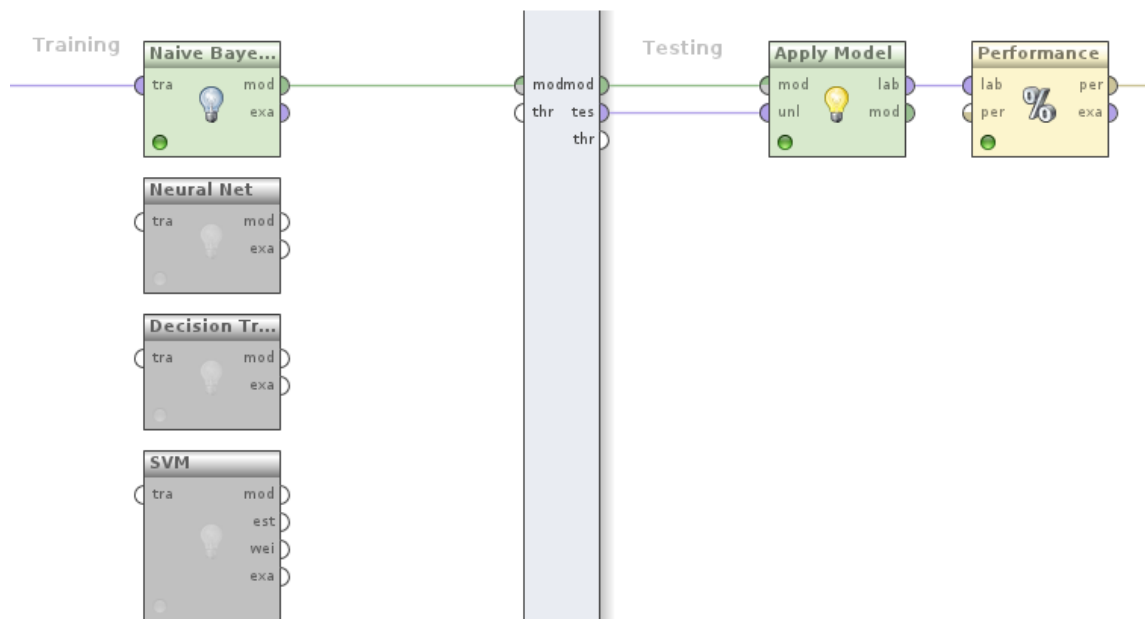 Training
Testing
Naive Baye...
Apply Model
Performance
tra mod
modmod
mod lab
lab per
exa
thr tes
unl mod
per exa
thr
Neural Net
tra mod
exa
Decision Tr...
tra mod
exa
SVM
tra mod
est
wei
exa